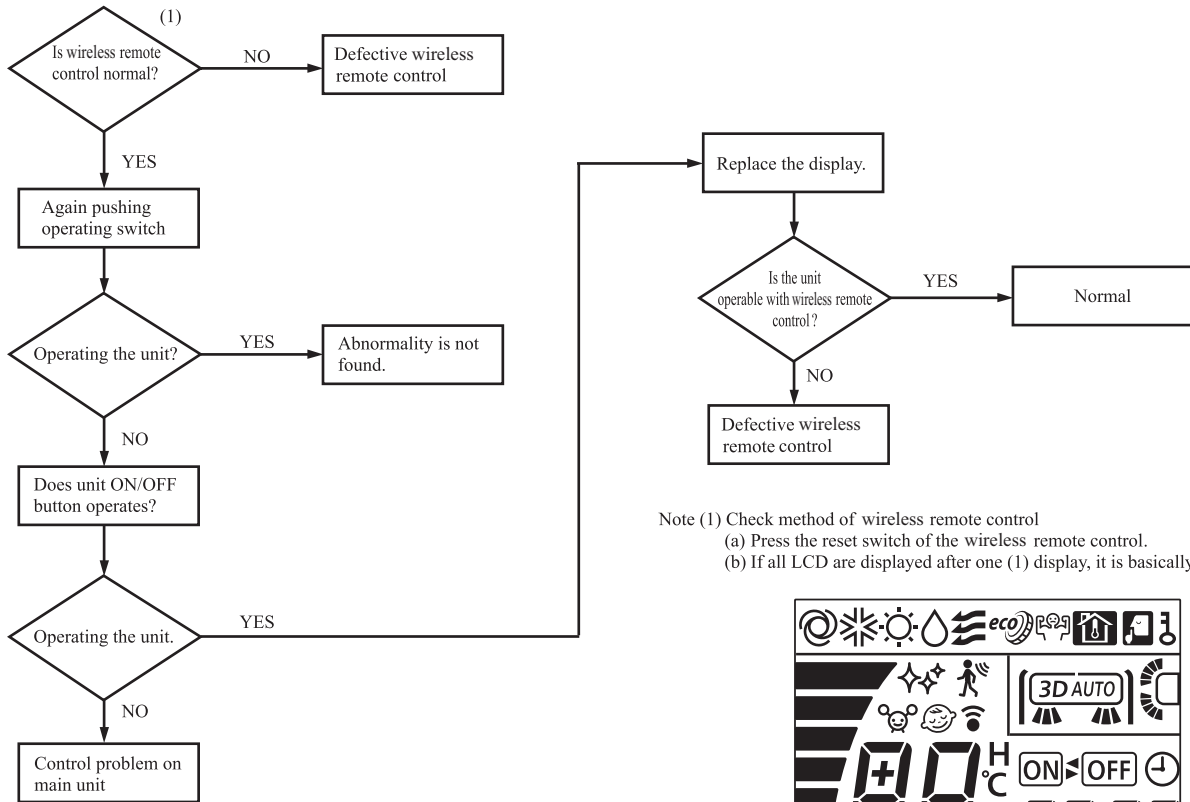 (1)
Is wireless remote
control normal?
NO
Defective wireless
remote control
YES
Again pushing
operating switch
Operating the unit?
YES
Abnormality is not
found.
NO
Does unit ON/OFF
button operates?
Operating the unit.
YES
NO
Control problem on
main unit
Replace the display.
Is the unit
operable with wireless remote
control ?
YES
Normal
NO
Defective wireless
remote control
Note (1) Check method of wireless remote control
(a) Press the reset switch of the wireless remote control.
(b) If all LCD are displayed after one (1) display, it is basically
eco
3D AUTO
H
°C
ON
OFF